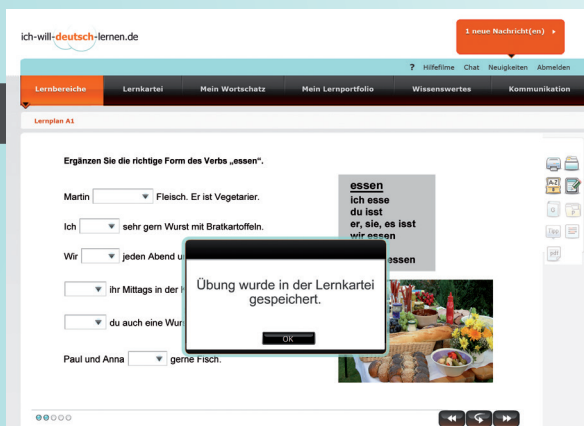 ich-will-deutsch-lernen.de
1 neue Nachricht(en)
? Hilfefilme Chat Neuigkeiten Abmelden
Lernbereiche Lernkartei Mein Wortschatz Mein Lernportfolio Wissenswertes Kommunikation
Lernplan A1
Ergänzen Sie die richtige Form des Verbs „essen“.
Martin Fleisch. Er ist Vegetarier.
Ich sehr gern Wurst mit Bratkartoffeln.
Wir jeden Abend
ihr Mittags in der
du auch eine
Paul und Anna gerne Fisch.
essen
ich esse
du isst
er, sie, es isst
wir essen
essen
Übung wurde in der Lernkartei
gespeichert.
OK
A-Z